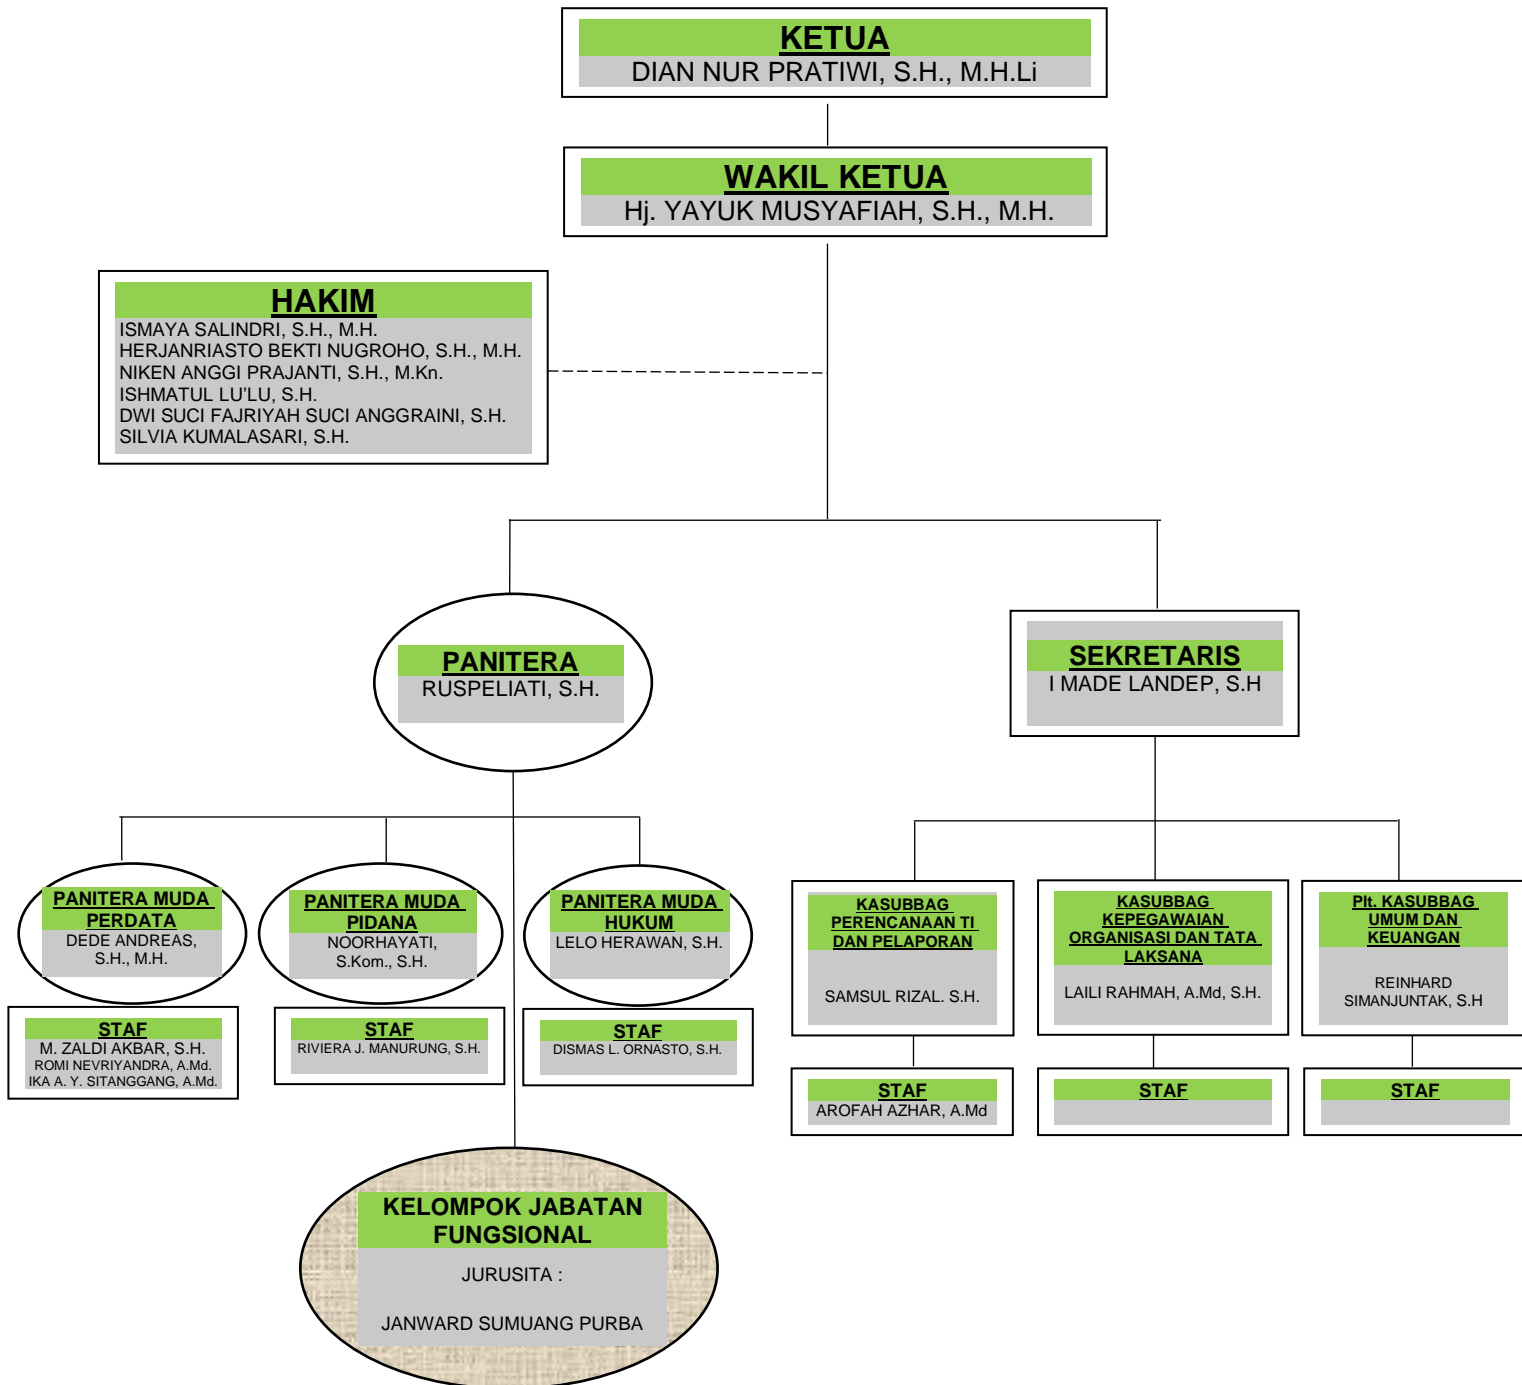 KETUA
DIAN NUR PRATIWI, S.H., M.H.Li
WAKIL KETUA
Hj. YAYUK MUSYAFIAH, S.H., M.H.
HAKIM
ISMAYA SALINDRI, S.H., M.H.
HERJANRIASTO BEKTI NUGROHO, S.H., M.H.
NIKEN ANGGI PRAJANTI, S.H., M.Kn.
ISHMATUL LU’LU, S.H.
DWI SUCI FAJRIYAH SUCI ANGGRAINI, S.H.
SILVIA KUMALASARI, S.H.
PANITERA
RUSPELIATI, S.H.
SEKRETARIS
I MADE LANDEP, S.H
PANITERA MUDA
PERDATA
DEDE ANDREAS,
S.H., M.H.
PANITERA MUDA
PIDANA
NOORHAYATI,
S.Kom., S.H.
PANITERA MUDA
HUKUM
LELO HERAWAN, S.H.
KASUBBAG
PERENCANAAN TI
DAN PELAPORAN
SAMSUL RIZAL. S.H.
KASUBBAG
KEPEGAWAIAN
ORGANISASI DAN TATA
LAKSANA
LAILI RAHMAH, A.Md, S.H.
Plt. KASUBBAG
UMUM DAN
KEUANGAN
REINHARD
SIMANJUNTAK, S.H
STAF
M. ZALDI AKBAR, S.H.
ROMI NEVRIYANDRA, A.Md.
IKA A. Y. SITANGGANG, A.Md.
STAF
RIVIERA J. MANURUNG, S.H.
STAF
DISMAS L. ORNASTO, S.H.
STAF
AROFAH AZHAR, A.Md
STAF
STAF
KELOMPOK JABATAN
FUNGSIONAL
JURUSITA :
JANWARD SUMUANG PURBA